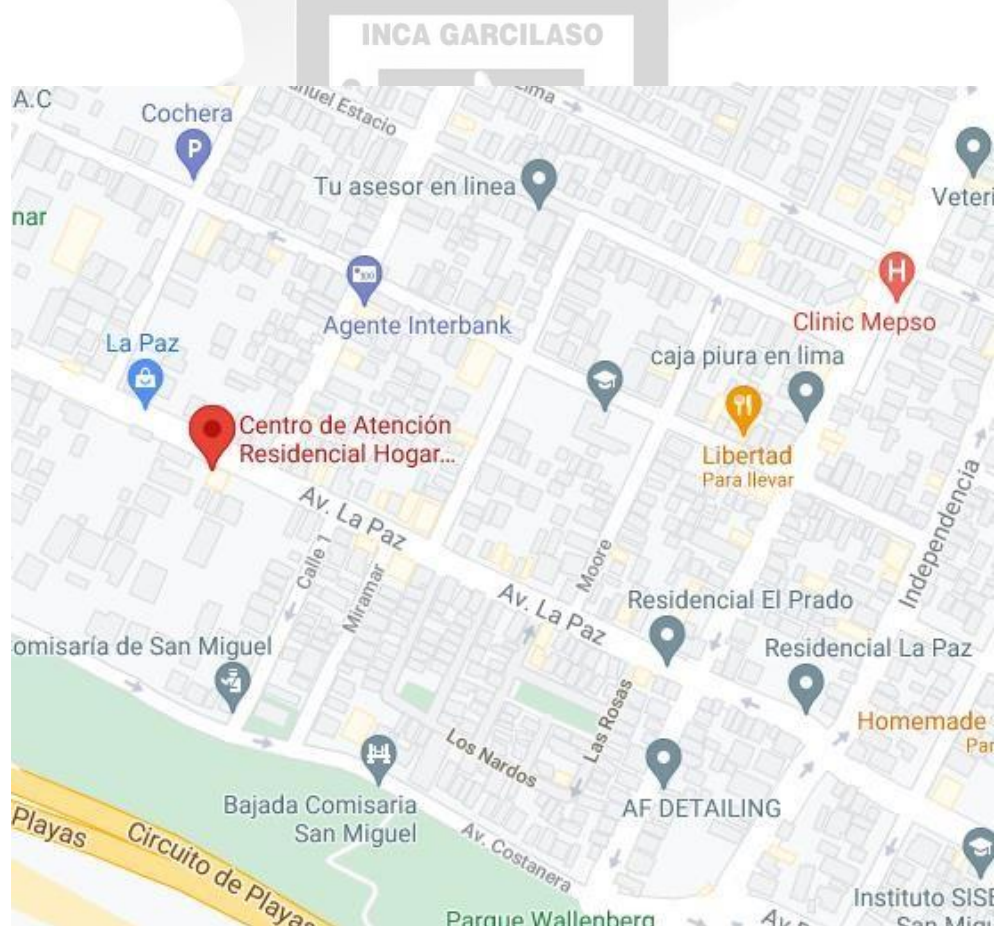 INCA GARCILASO
A.C
Cochera
Estacio
Tu asesor en linea
Veteri
nar
Agente Interbank
Clinic Mepso
La Paz
caja piura en lima
Centro de Atención
Residencial Hogar...
Libertad
Para llevar
Av. La Paz
Calle 1
Miramar
Moore
Independencia
Av. La Paz
Residencial El Prado
omisaría de San Miguel
Residencial La Paz
Las Rosas
Homemade
Los Nardos
Bajada Comisaria
San Miguel
AF DETAILING
Playas
Circuito de Playas
Av. Costanera
Instituto SISE
Parque Wallenberg